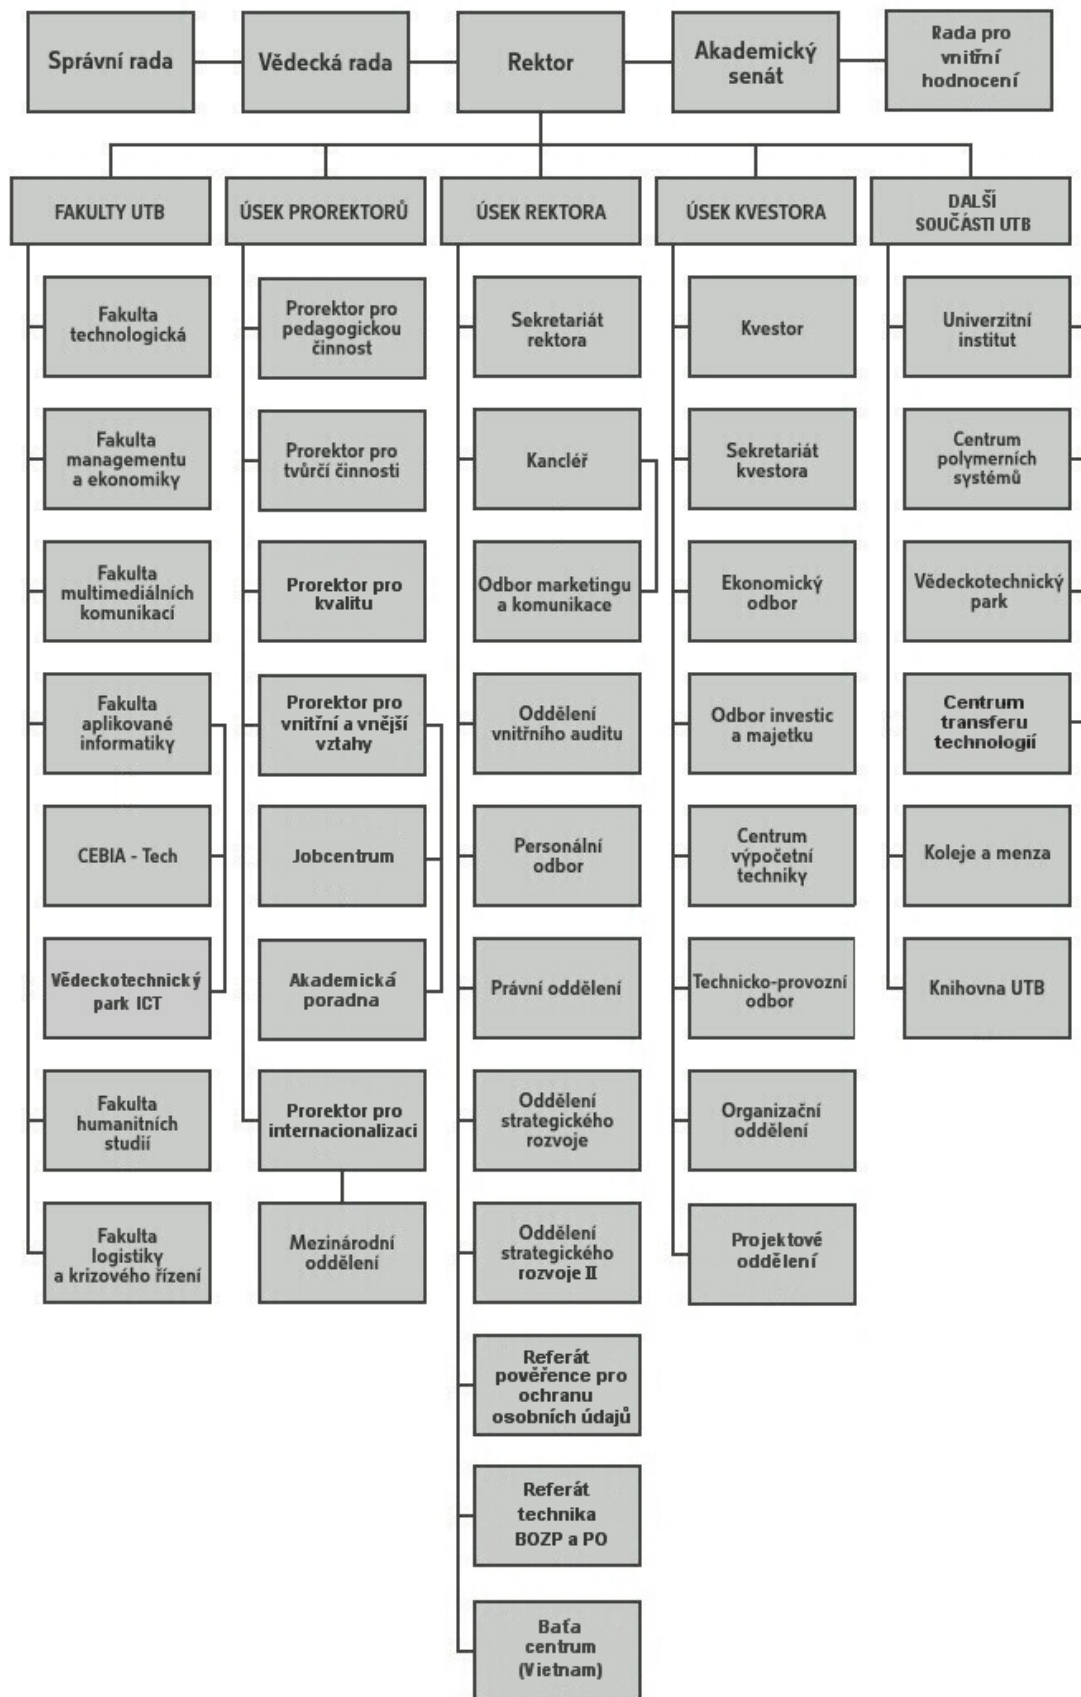 Správní rada
Vědecká rada
Rektor
Akademický
senát
Rada pro
vnitřní
hodnocení
FAKULTY UTB
Fakulta
technologická
Fakulta
managementu
a ekonomiky
Fakulta
multimediálních
komunikací
Fakulta
aplikované
informatiky
CEBIA - Tech
Vědeckotechnický
park ICT
Fakulta
humanitních
studií
Fakulta
logistiky
a krizového řízení
ÚSEK PROREKTORŮ
Prorektor pro
pedagogickou
činnost
Prorektor pro
tvůrčí činnosti
Prorektor pro
kvalitu
Prorektor pro
vnitřní a vnější
vztahy
Jobcentrum
Akademická
poradna
Prorektor pro
internacionalizaci
Mezinárodní
oddělení
ÚSEK REKTORA
Sekretariát
rektora
Kancléř
Odbor marketingu
a komunikace
Oddělení
vnitřního auditu
Personální
odbor
Právní oddělení
Oddělení
strategického
rozvoje
Oddělení
strategického
rozvoje II
Referát
pověřence pro
ochranu
osobních údajů
Referát
technika
BOZP a PO
Baťa
centrum
(Vietnam)
ÚSEK KVESTORA
Kvestor
Sekretariát
kvestora
Ekonomický
odbor
Odbor investic
a majetku
Centrum
výpočetní
techniky
Technicko-provozní
odbor
Organizační
oddělení
Projektové
oddělení
DALŠÍ
SOUČÁSTI UTB
Univerzitní
institut
Centrum
polymerních
systémů
Vědeckotechnický
park
Centrum
transferu
technologií
Koleje a menza
Knihovna UTB